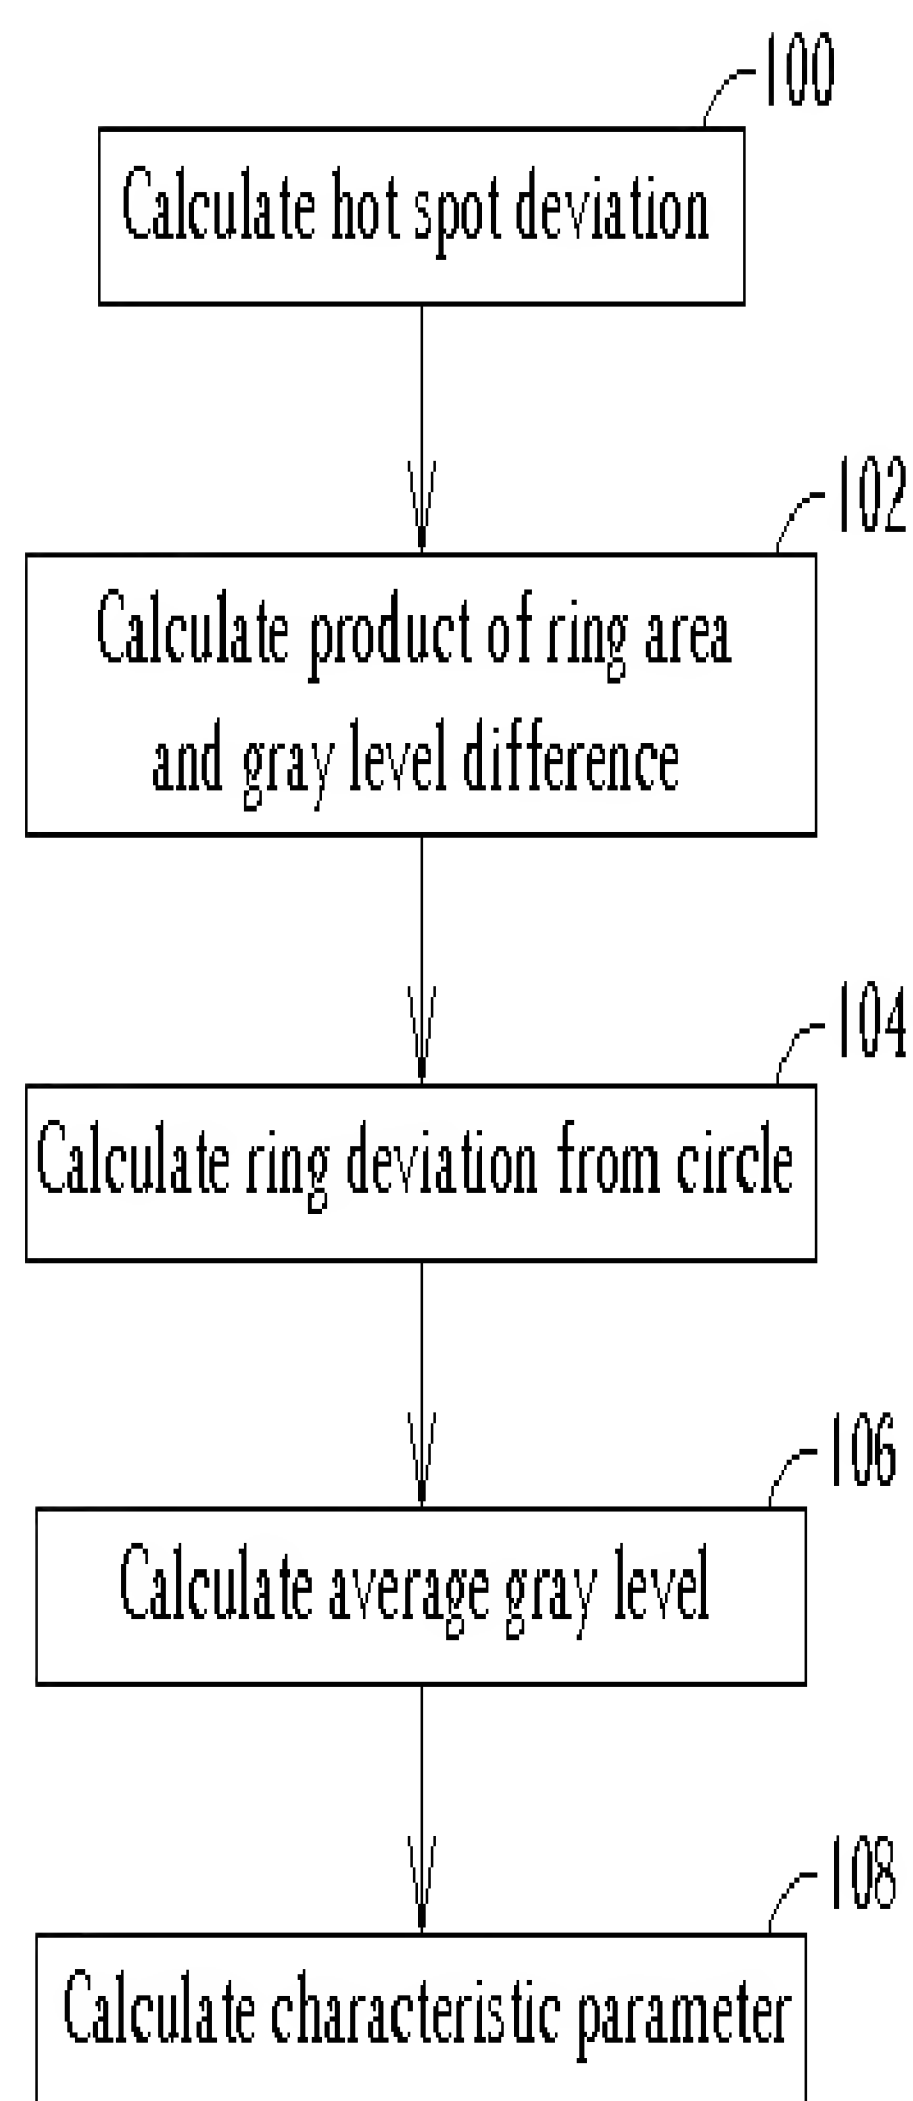 100
Calculate hot spot deviation
102
Calculate product of ring area
and gray level difference
104
Calculate ring deviation from circle
106
Calculate average gray level
108
Calculate characteristic parameter